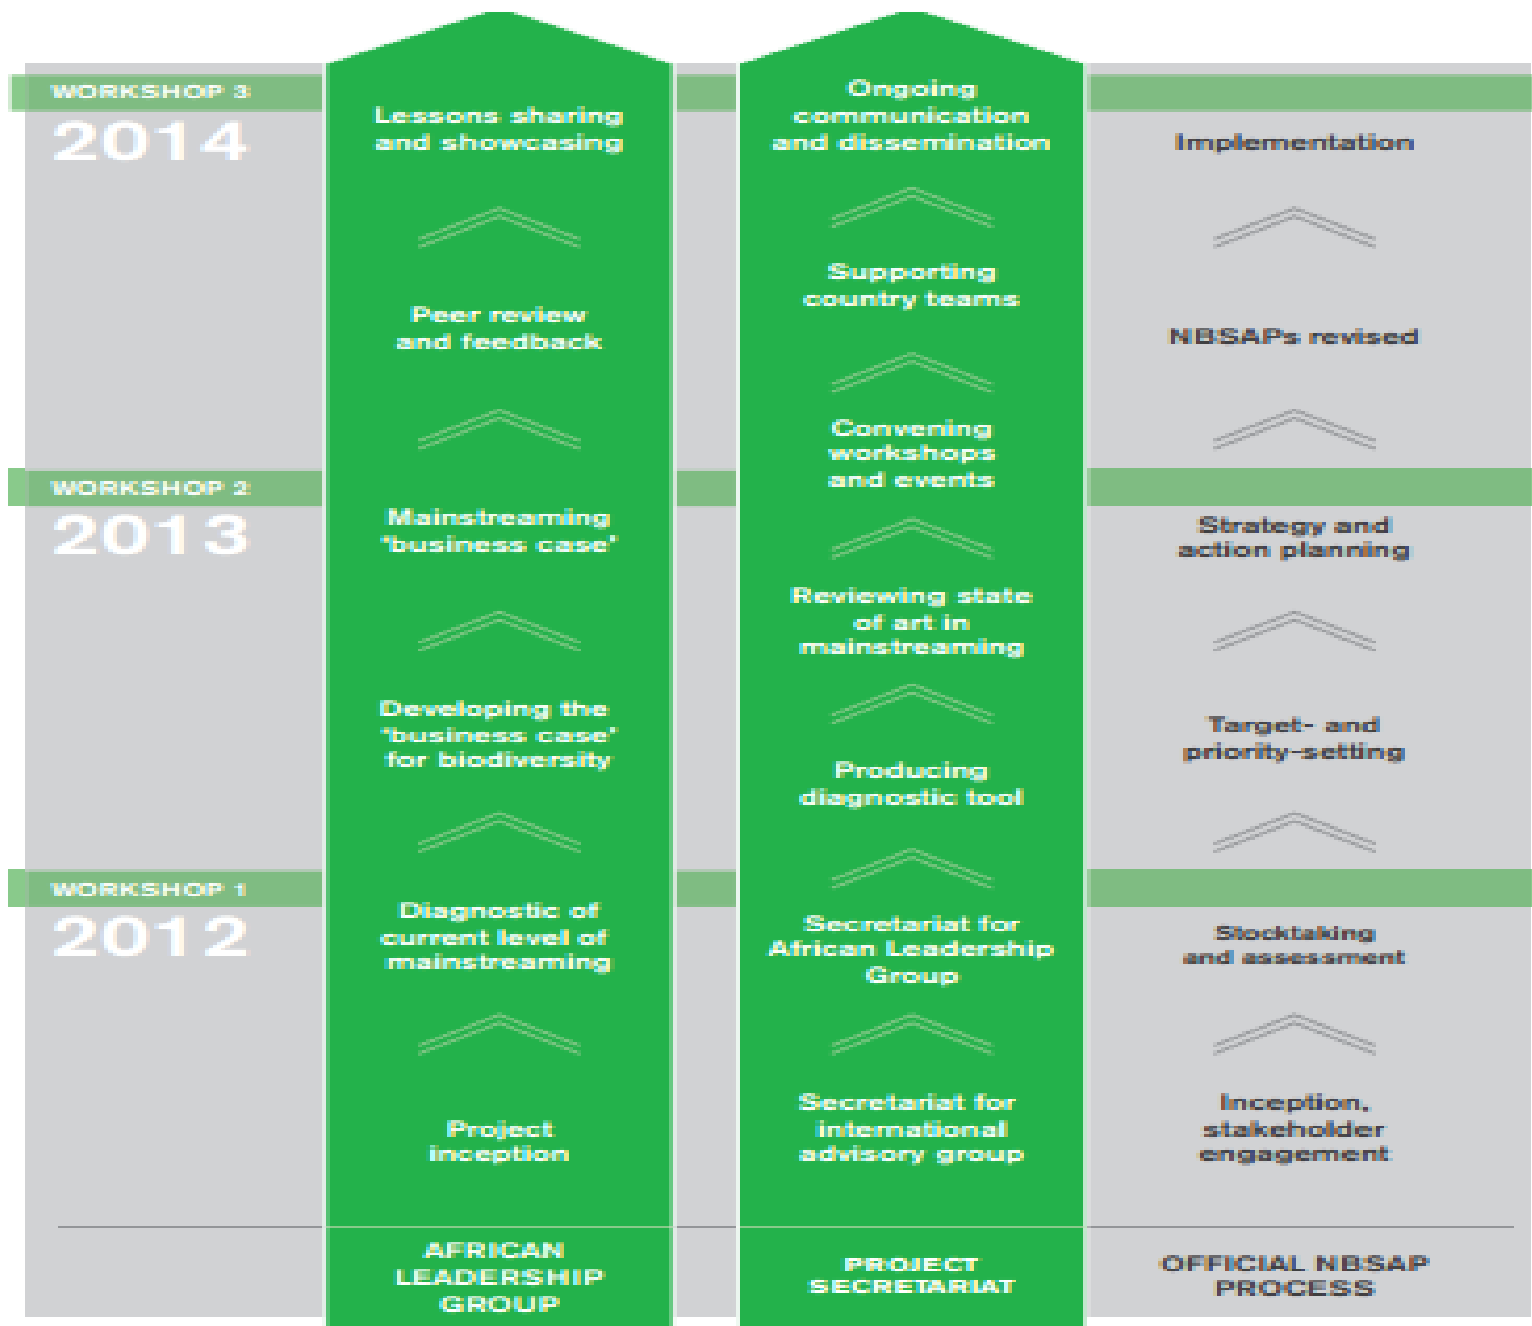 WORKSHOP 3
2014
WORKSHOP 2
2013
WORKSHOP 1
2012
Lessons sharing
and showcasing
Peer review
and feedback
Mainstreaming
'business case'
Developing the
'business case'
for biodiversity
Diagnostic of
current level of
mainstreaming
Project
inception
AFRICAN
LEADERSHIP
GROUP
Ongoing
communication
and dissemination
Supporting
country teams
Convening
workshops
and events
Reviewing state
of art in
mainstreaming
Producing
diagnostic tool
Secretariat for
African Leadership
Group
Secretariat for
international
advisory group
PROJECT
SECRETARIAT
Implementation
NBSAPs revised
Strategy and
action planning
Target- and
priority-setting
Stocktaking
and assessment
Inception,
stakeholder
engagement
OFFICIAL NBSAP
PROCESS